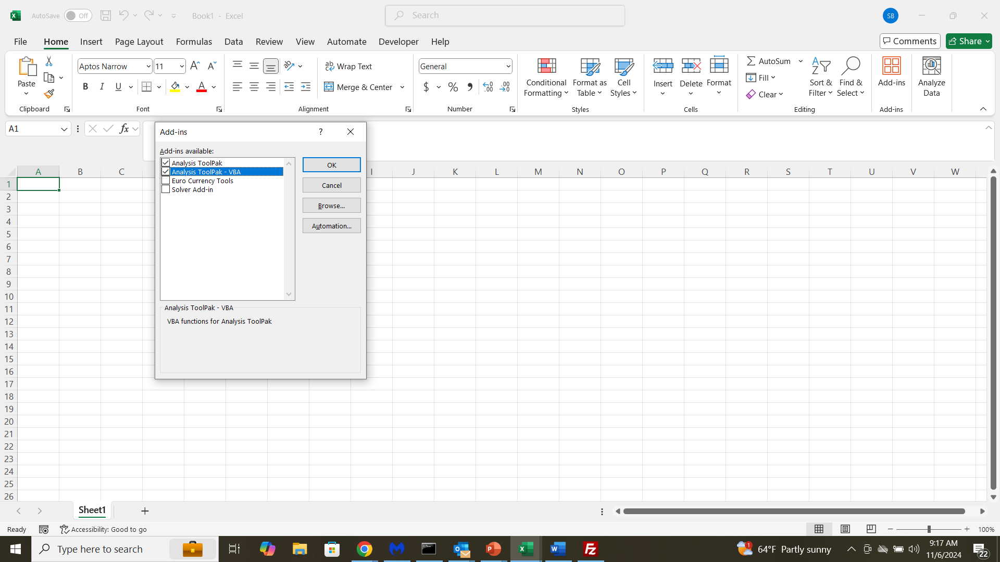 AutoSave Off Book1 - Excel Search SB
File Home Insert Page Layout Formulas Data Review View Automate Developer Help Comments Share
Paste
Clipboard
Aptos Narrow 11
B I U A
Font
Wrap Text
Merge & Center
Alignment
General
$ % ,
Number
Conditional Formatting
Format as Table
Cell Styles
Styles
Insert Delete Format
Cells
AutoSum
Fill
Clear
Sort & Filter
Find & Select
Editing
Add-ins
Add-ins
Analyze Data
A1 fx
Add-ins ?
Add-ins available:
Analysis ToolPak
Analysis ToolPak - VBA
Euro Currency Tools
Solver Add-in
OK
Cancel
Browse...
Automation...
Analysis ToolPak - VBA
VBA functions for Analysis ToolPak
A B C I J K L M N O P Q R S T U V W
1
2
3
4
5
6
7
8
9
10
11
12
13
14
15
16
17
18
19
20
21
22
23
24
25
26
Sheet1
Ready Accessibility: Good to go 100%
Type here to search 1 64°F Partly sunny 9:17 AM
11/6/2024 22